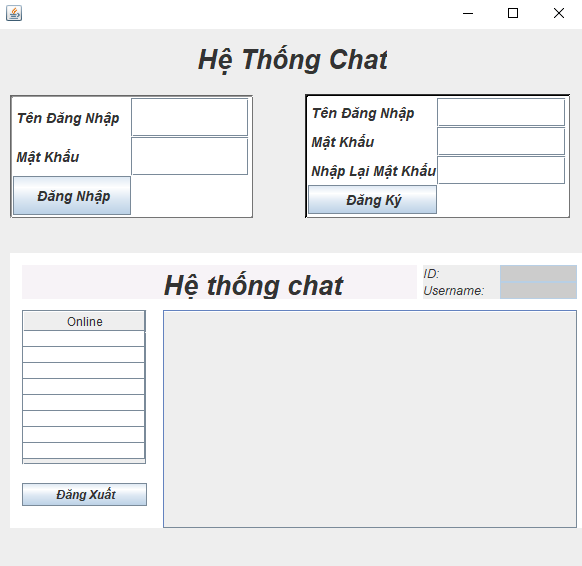 Hệ Thống Chat
Tên Đăng Nhập
Mật Khẩu
Đăng Nhập
Tên Đăng Nhập
Mật Khẩu
Nhập Lại Mật Khẩu
Đăng Ký
Hệ thống chat
ID:
Username:
Online
Đăng Xuất